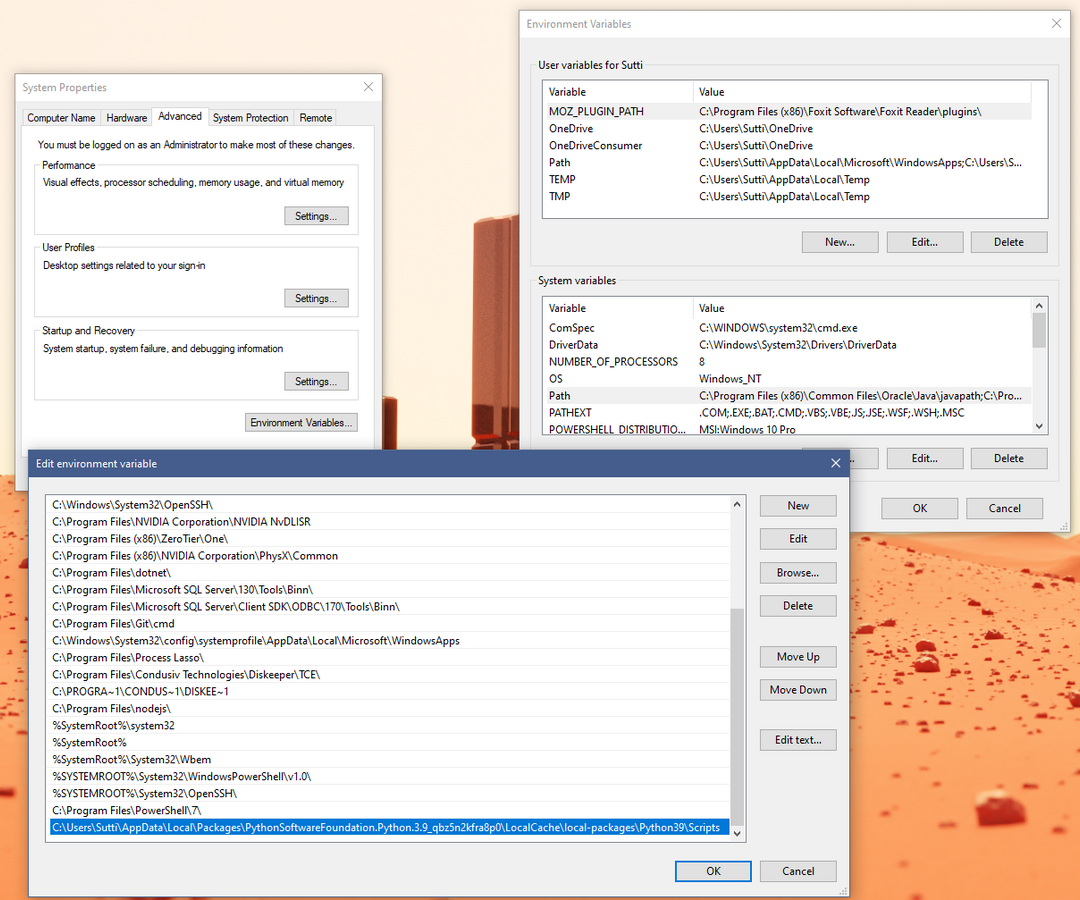 System Properties
Computer Name Hardware Advanced System Protection Remote
You must be logged on as an Administrator to make most of these changes.
Performance
Visual effects, processor scheduling, memory usage, and virtual memory
Settings...
User Profiles
Desktop settings related to your sign-in
Settings...
Startup and Recovery
System startup, system failure, and debugging information
Settings...
Environment Variables...
Environment Variables
User variables for Sutti
Variable Value
MOZ_PLUGIN_PATH C:\Program Files (x86)\Foxit Software\Foxit Reader\plugins\
OneDrive C:\Users\Sutti\OneDrive
OneDriveConsumer C:\Users\Sutti\OneDrive
Path C:\Users\Sutti\AppData\Local\Microsoft\WindowsApps;C:\Users\S...
TEMP C:\Users\Sutti\AppData\Local\Temp
TMP C:\Users\Sutti\AppData\Local\Temp
New... Edit... Delete
System variables
Variable Value
ComSpec C:\WINDOWS\system32\cmd.exe
DriverData C:\Windows\System32\Drivers\DriverData
NUMBER_OF_PROCESSORS 8
OS Windows_NT
Path C:\Program Files (x86)\Common Files\Oracle\Java\javapath;C:\Pro...
PATHEXT .COM;.EXE;.BAT;.CMD;.VBS;.VBE;.JS;.JSE;.WSF;.WSH;.MSC
POWERSHELL_DISTRIBUTIO... MSI:Windows 10 Pro
... Edit... Delete
OK Cancel
Edit environment variable
C:\Windows\System32\OpenSSH\
C:\Program Files\NVIDIA Corporation\NVIDIA NvDLISR
C:\Program Files (x86)\ZeroTier\One\
C:\Program Files (x86)\NVIDIA Corporation\PhysX\Common
C:\Program Files\dotnet\
C:\Program Files\Microsoft SQL Server\130\Tools\Binn\
C:\Program Files\Microsoft SQL Server\Client SDK\ODBC\170\Tools\Binn\
C:\Program Files\Git\cmd
C:\Windows\System32\config\systemprofile\AppData\Local\Microsoft\WindowsApps
C:\Program Files\Process Lasso\
C:\Program Files\Condusiv Technologies\Diskeeper\TCE\
C:\PROGRA~1\CONDUS~1\DISKEE~1
C:\Program Files\nodejs\
%SystemRoot%\system32
%SystemRoot%
%SystemRoot%\System32\Wbem
%SYSTEMROOT%\System32\WindowsPowerShell\v1.0\
%SYSTEMROOT%\System32\OpenSSH\
C:\Program Files\PowerShell\7\
C:\Users\Sutti\AppData\Local\Packages\PythonSoftwareFoundation.Python.3.9_qbz5n2kfra8p0\LocalCache\local-packages\Python39\Scripts
New
Edit
Browse...
Delete
Move Up
Move Down
Edit text...
OK Cancel